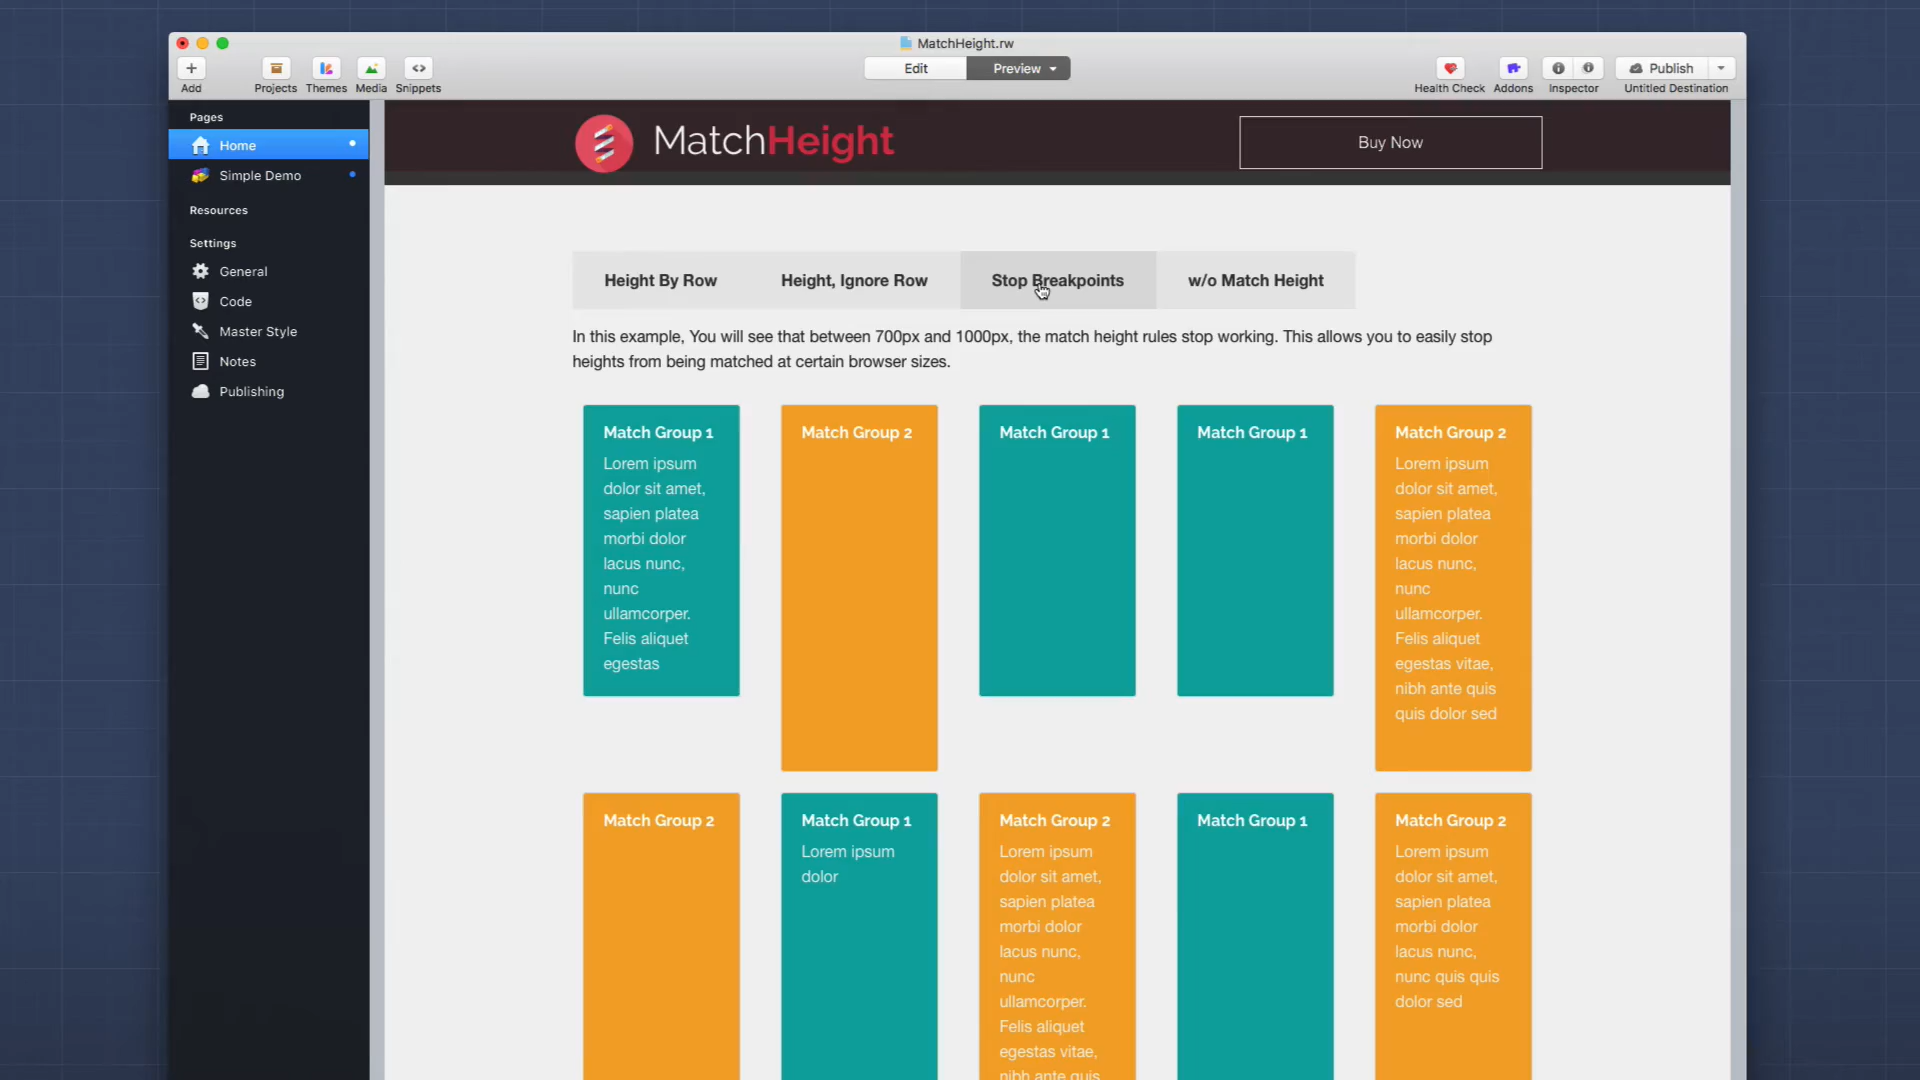 MatchHeight.rw
Edit
Preview
Add
Projects
Themes
Media
Snippets
Health Check
Addons
Inspector
Publish
Untitled Destination
Pages
Home
Simple Demo
Resources
Settings
General
Code
Master Style
Notes
Publishing
MatchHeight
Buy Now
Height By Row
Height, Ignore Row
Stop Breakpoints
w/o Match Height
In this example, You will see that between 700px and 1000px, the match height rules stop working. This allows you to easily stop
heights from being matched at certain browser sizes.
Match Group 1
Lorem ipsum
dolor sit amet,
sapien platea
morbi dolor
lacus nunc,
nunc
ullamcorper.
Felis aliquet
egestas
Match Group 2
Match Group 1
Match Group 1
Match Group 2
Lorem ipsum
dolor sit amet,
sapien platea
morbi dolor
lacus nunc,
nunc
ullamcorper.
Felis aliquet
egestas vitae,
nibh ante quis
quis dolor sed
Match Group 2
Match Group 1
Lorem ipsum
dolor
Match Group 2
Lorem ipsum
dolor sit amet,
sapien platea
morbi dolor
lacus nunc,
nunc
ullamcorper.
Felis aliquet
egestas vitae,
nibh ante quis
Match Group 1
Match Group 2
Lorem ipsum
dolor sit amet,
sapien platea
morbi dolor
lacus nunc,
nunc quis quis
dolor sed